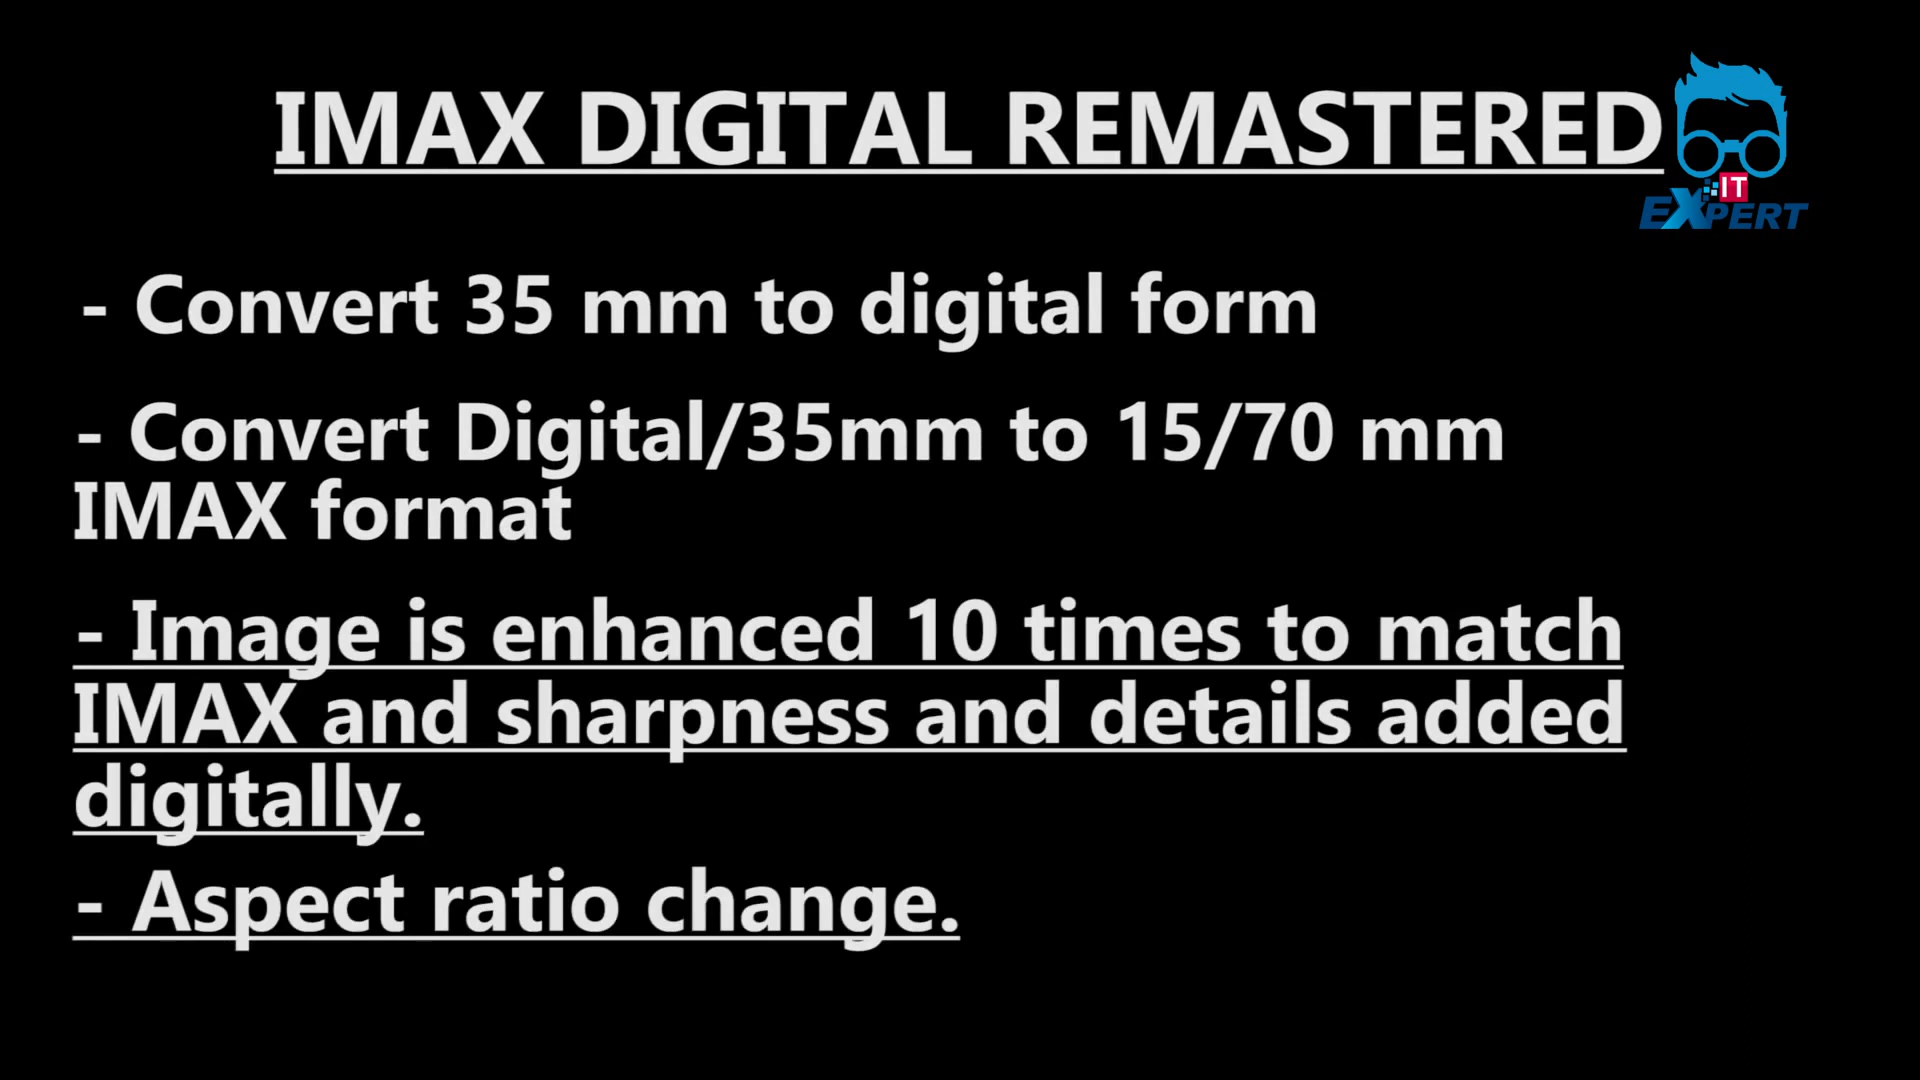 IMAX DIGITAL REMASTERED
IT
EXPERT
- Convert 35 mm to digital form
- Convert Digital/35mm to 15/70 mm
IMAX format
- Image is enhanced 10 times to match
IMAX and sharpness and details added
digitally.
- Aspect ratio change.